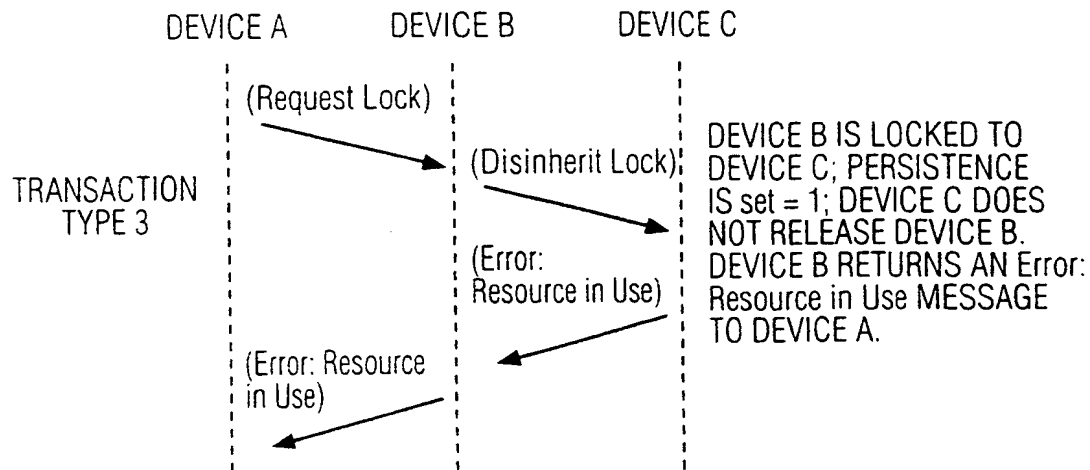 DEVICE A DEVICE B DEVICE C
(Request Lock)
(Disinherit Lock)
TRANSACTION
TYPE 3
(Error:
Resource in Use)
(Error: Resource
in Use)
DEVICE B IS LOCKED TO
DEVICE C; PERSISTENCE
IS set = 1; DEVICE C DOES
NOT RELEASE DEVICE B.
DEVICE B RETURNS AN Error:
Resource in Use MESSAGE
TO DEVICE A.